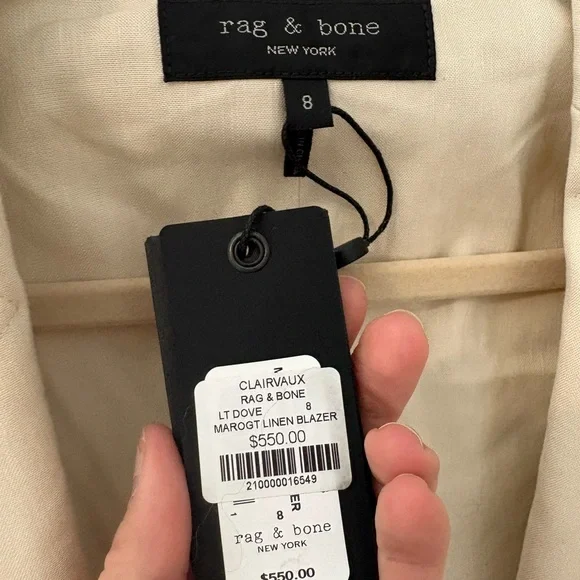 rag & bone
NEW YORK
8
CLAIRVAUX
RAG & BONE
LT DOVE 8
MAROGT LINEN BLAZER
$550.00
210000016549
8
rag & bone
NEW YORK
$550.00